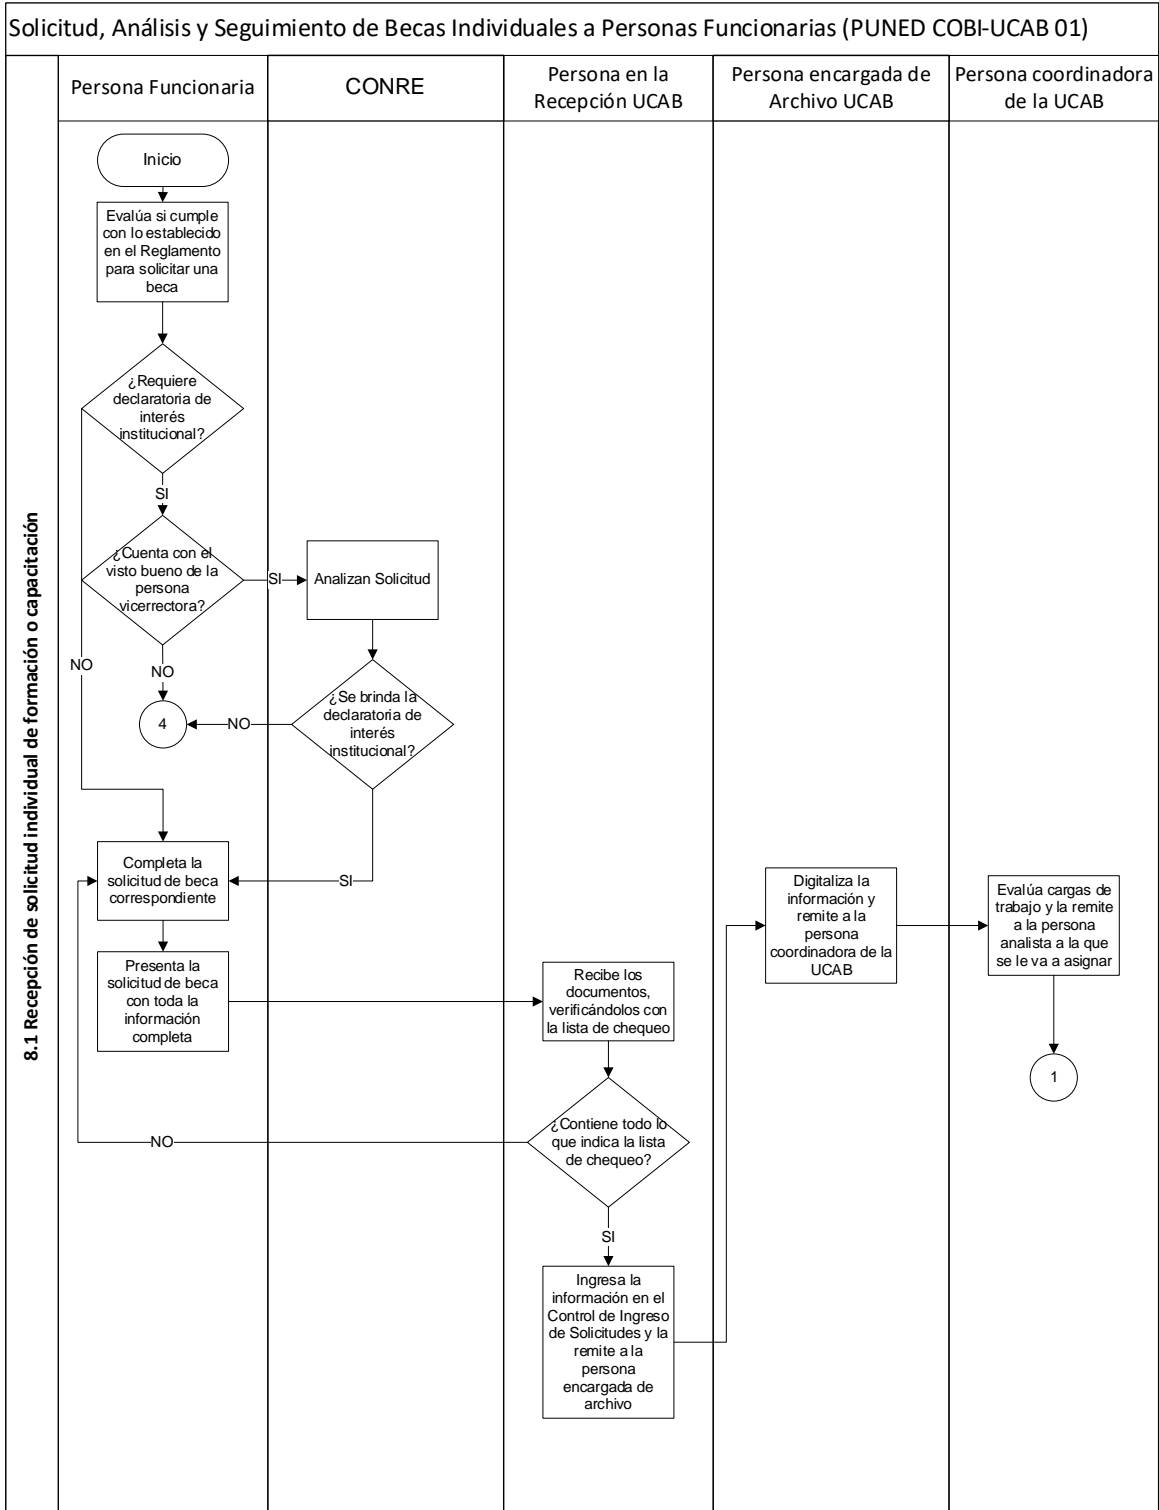 Solicitud, Análisis y Seguimiento de Becas Individuales a Personas Funcionarias (PUNED COBI-UCAB 01)
8.1 Recepción de solicitud individual de formación o capacitación
Persona Funcionaria
CONRE
Persona en la
Recepción UCAB
Persona encargada de
Archivo UCAB
Persona coordinadora
de la UCAB
Inicio
Evalúa si cumple
con lo establecido
en el Reglamento
para solicitar una
beca
¿Requiere
declaratoria de
interés
institucional?
SI
¿Cuenta con el
visto bueno de la
persona
vicerrectora?
SI
Analizan Solicitud
NO
NO
4
NO
¿Se brinda la
declaratoria de
interés
institucional?
SI
Completa la
solicitud de beca
correspondiente
Presenta la
solicitud de beca
con toda la
información
completa
Recibe los
documentos,
verificándolos con
la lista de chequeo
¿Contiene todo lo
que indica la lista
de chequeo?
NO
SI
Ingresa la
información en el
Control de Ingreso
de Solicitudes y la
remite a la
persona
encargada de
archivo
Digitaliza la
información y
remite a la
persona
coordinadora de la
UCAB
Evalúa cargas de
trabajo y la remite
a la persona
analista a la que
se le va a asignar
1